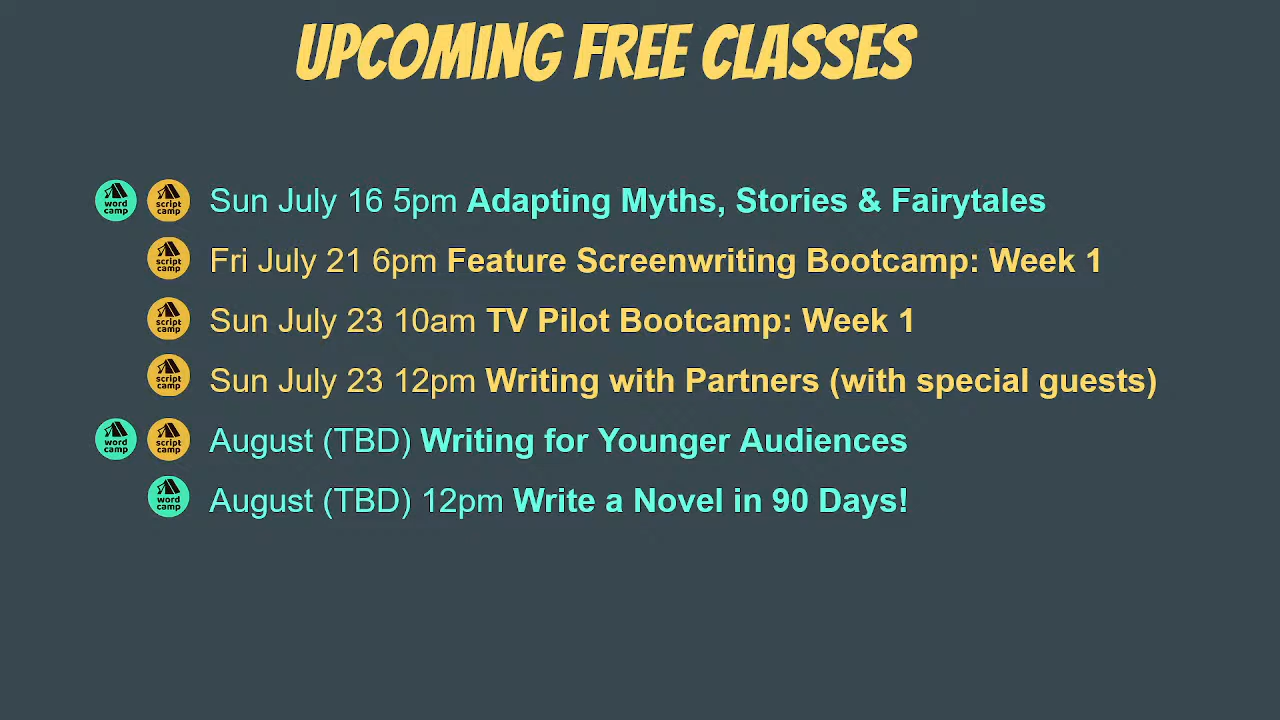 UPCOMING FREE CLASSES
word camp script camp Sun July 16 5pm Adapting Myths, Stories & Fairytales
script camp Fri July 21 6pm Feature Screenwriting Bootcamp: Week 1
script camp Sun July 23 10am TV Pilot Bootcamp: Week 1
script camp Sun July 23 12pm Writing with Partners (with special guests)
word camp script camp August (TBD) Writing for Younger Audiences
word camp August (TBD) 12pm Write a Novel in 90 Days!